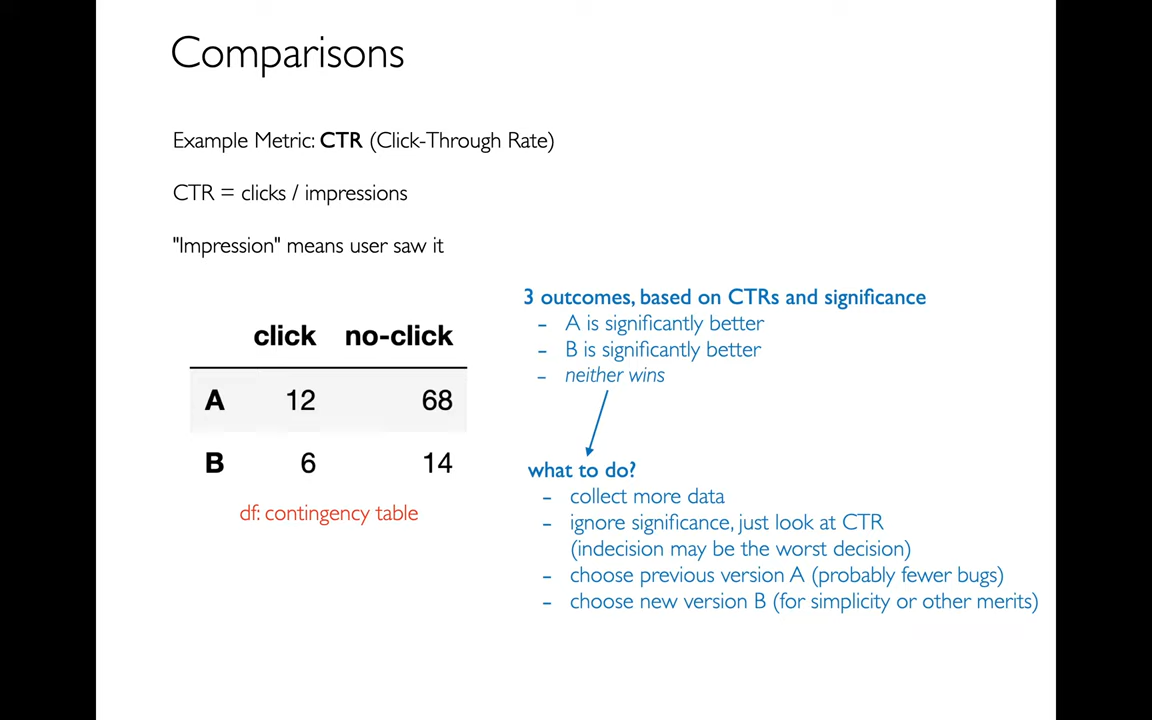 Comparisons
Example Metric: CTR (Click-Through Rate)
CTR = clicks / impressions
"Impression" means user saw it
click no-click
A 12 68
B 6 14
df: contingency table
3 outcomes, based on CTRs and significance
- A is significantly better
- B is significantly better
- neither wins
what to do?
- collect more data
- ignore significance, just look at CTR
(indecision may be the worst decision)
- choose previous version A (probably fewer bugs)
- choose new version B (for simplicity or other merits)